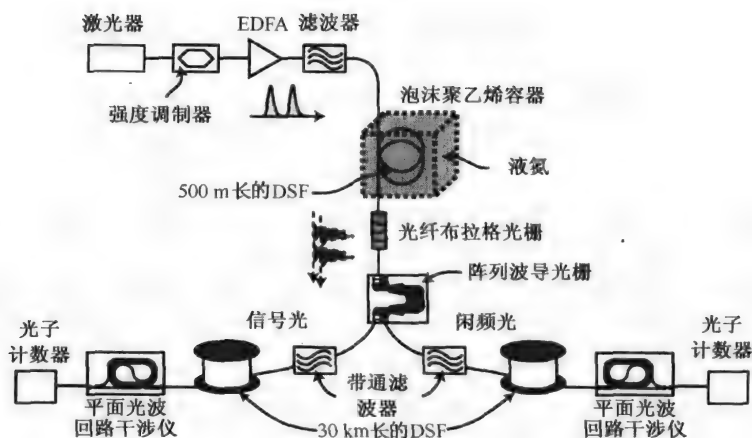 激光器
EDFA
滤波器
强度调制器
泡沫聚乙烯容器
液氮
500 m长的DSF
光纤布拉格光栅
阵列波导光栅
信号光
闲频光
光子
计数器
光子
计数器
带通滤
波器
平面光波
回路干涉仪
30 km长的DSF
平面光波
回路干涉仪